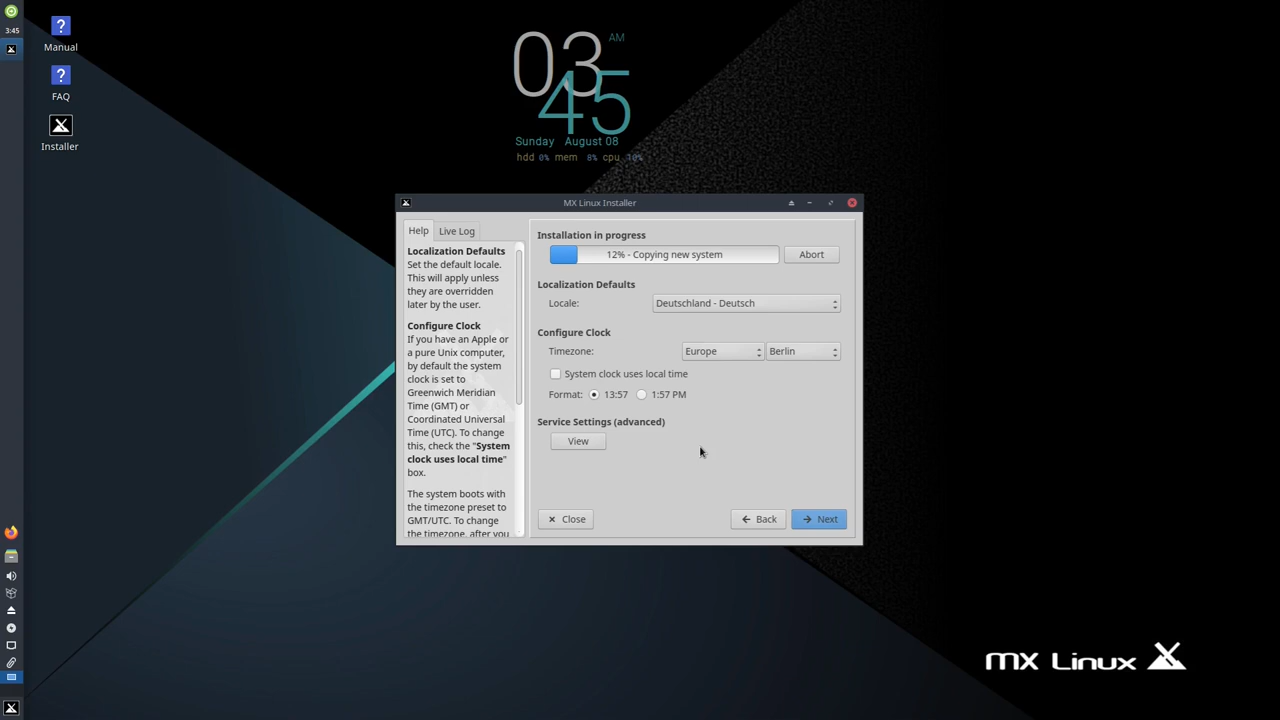 3:45
Manual
FAQ
Installer
03 AM
45
Sunday August 08
hdd 0% mem 8% cpu 10%
MX Linux Installer
Help
Live Log
Localization Defaults
Set the default locale.
This will apply unless
they are overridden
later by the user.
Configure Clock
If you have an Apple or
a pure Unix computer,
by default the system
clock is set to
Greenwich Meridian
Time (GMT) or
Coordinated Universal
Time (UTC). To change
this, check the "System
clock uses local time"
box.
The system boots with
the timezone preset to
GMT/UTC. To change
the timezone, after you
Installation in progress
12% - Copying new system
Abort
Localization Defaults
Locale: Deutschland - Deutsch
Configure Clock
Timezone: Europe Berlin
System clock uses local time
Format: 13:57 1:57 PM
Service Settings (advanced)
View
Close
Back
Next
MX Linux